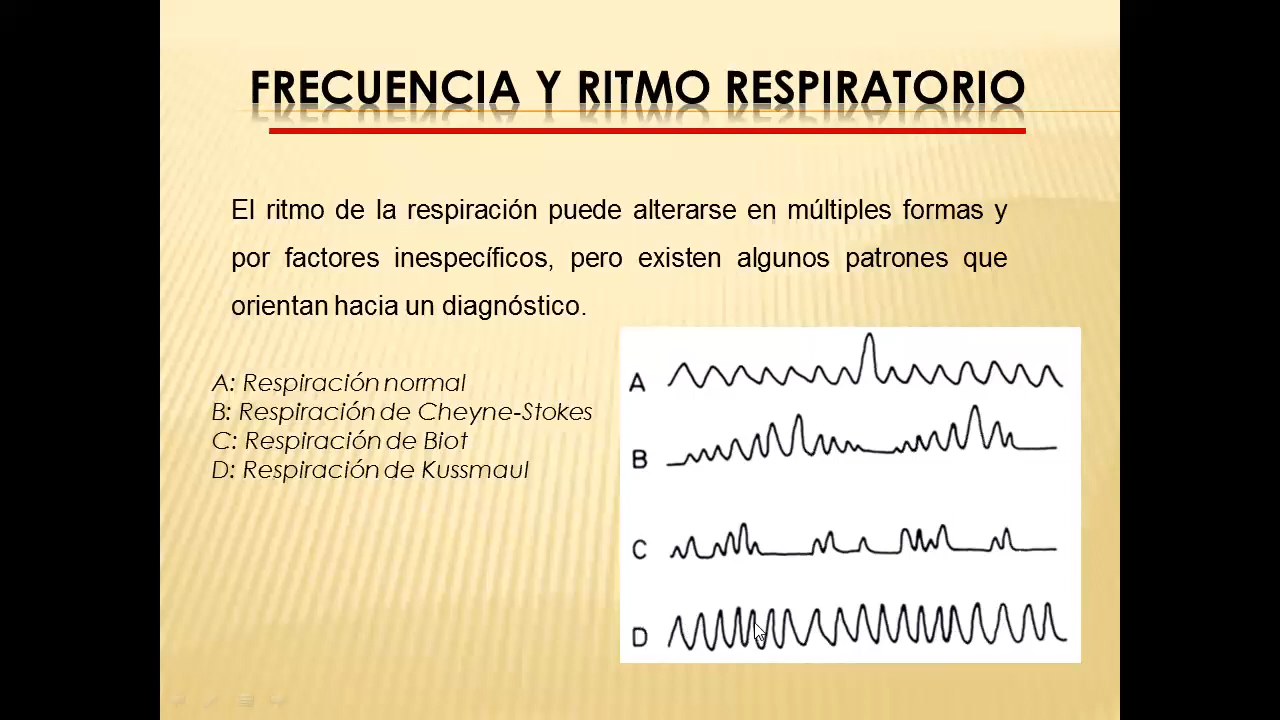 FRECUENCIA Y RITMO RESPIRATORIO
El ritmo de la respiración puede alterarse en múltiples formas y
por factores inespecíficos, pero existen algunos patrones que
orientan hacia un diagnóstico.
A: Respiración normal
B: Respiración de Cheyne-Stokes
C: Respiración de Biot
D: Respiración de Kussmaul
A
B
C
D